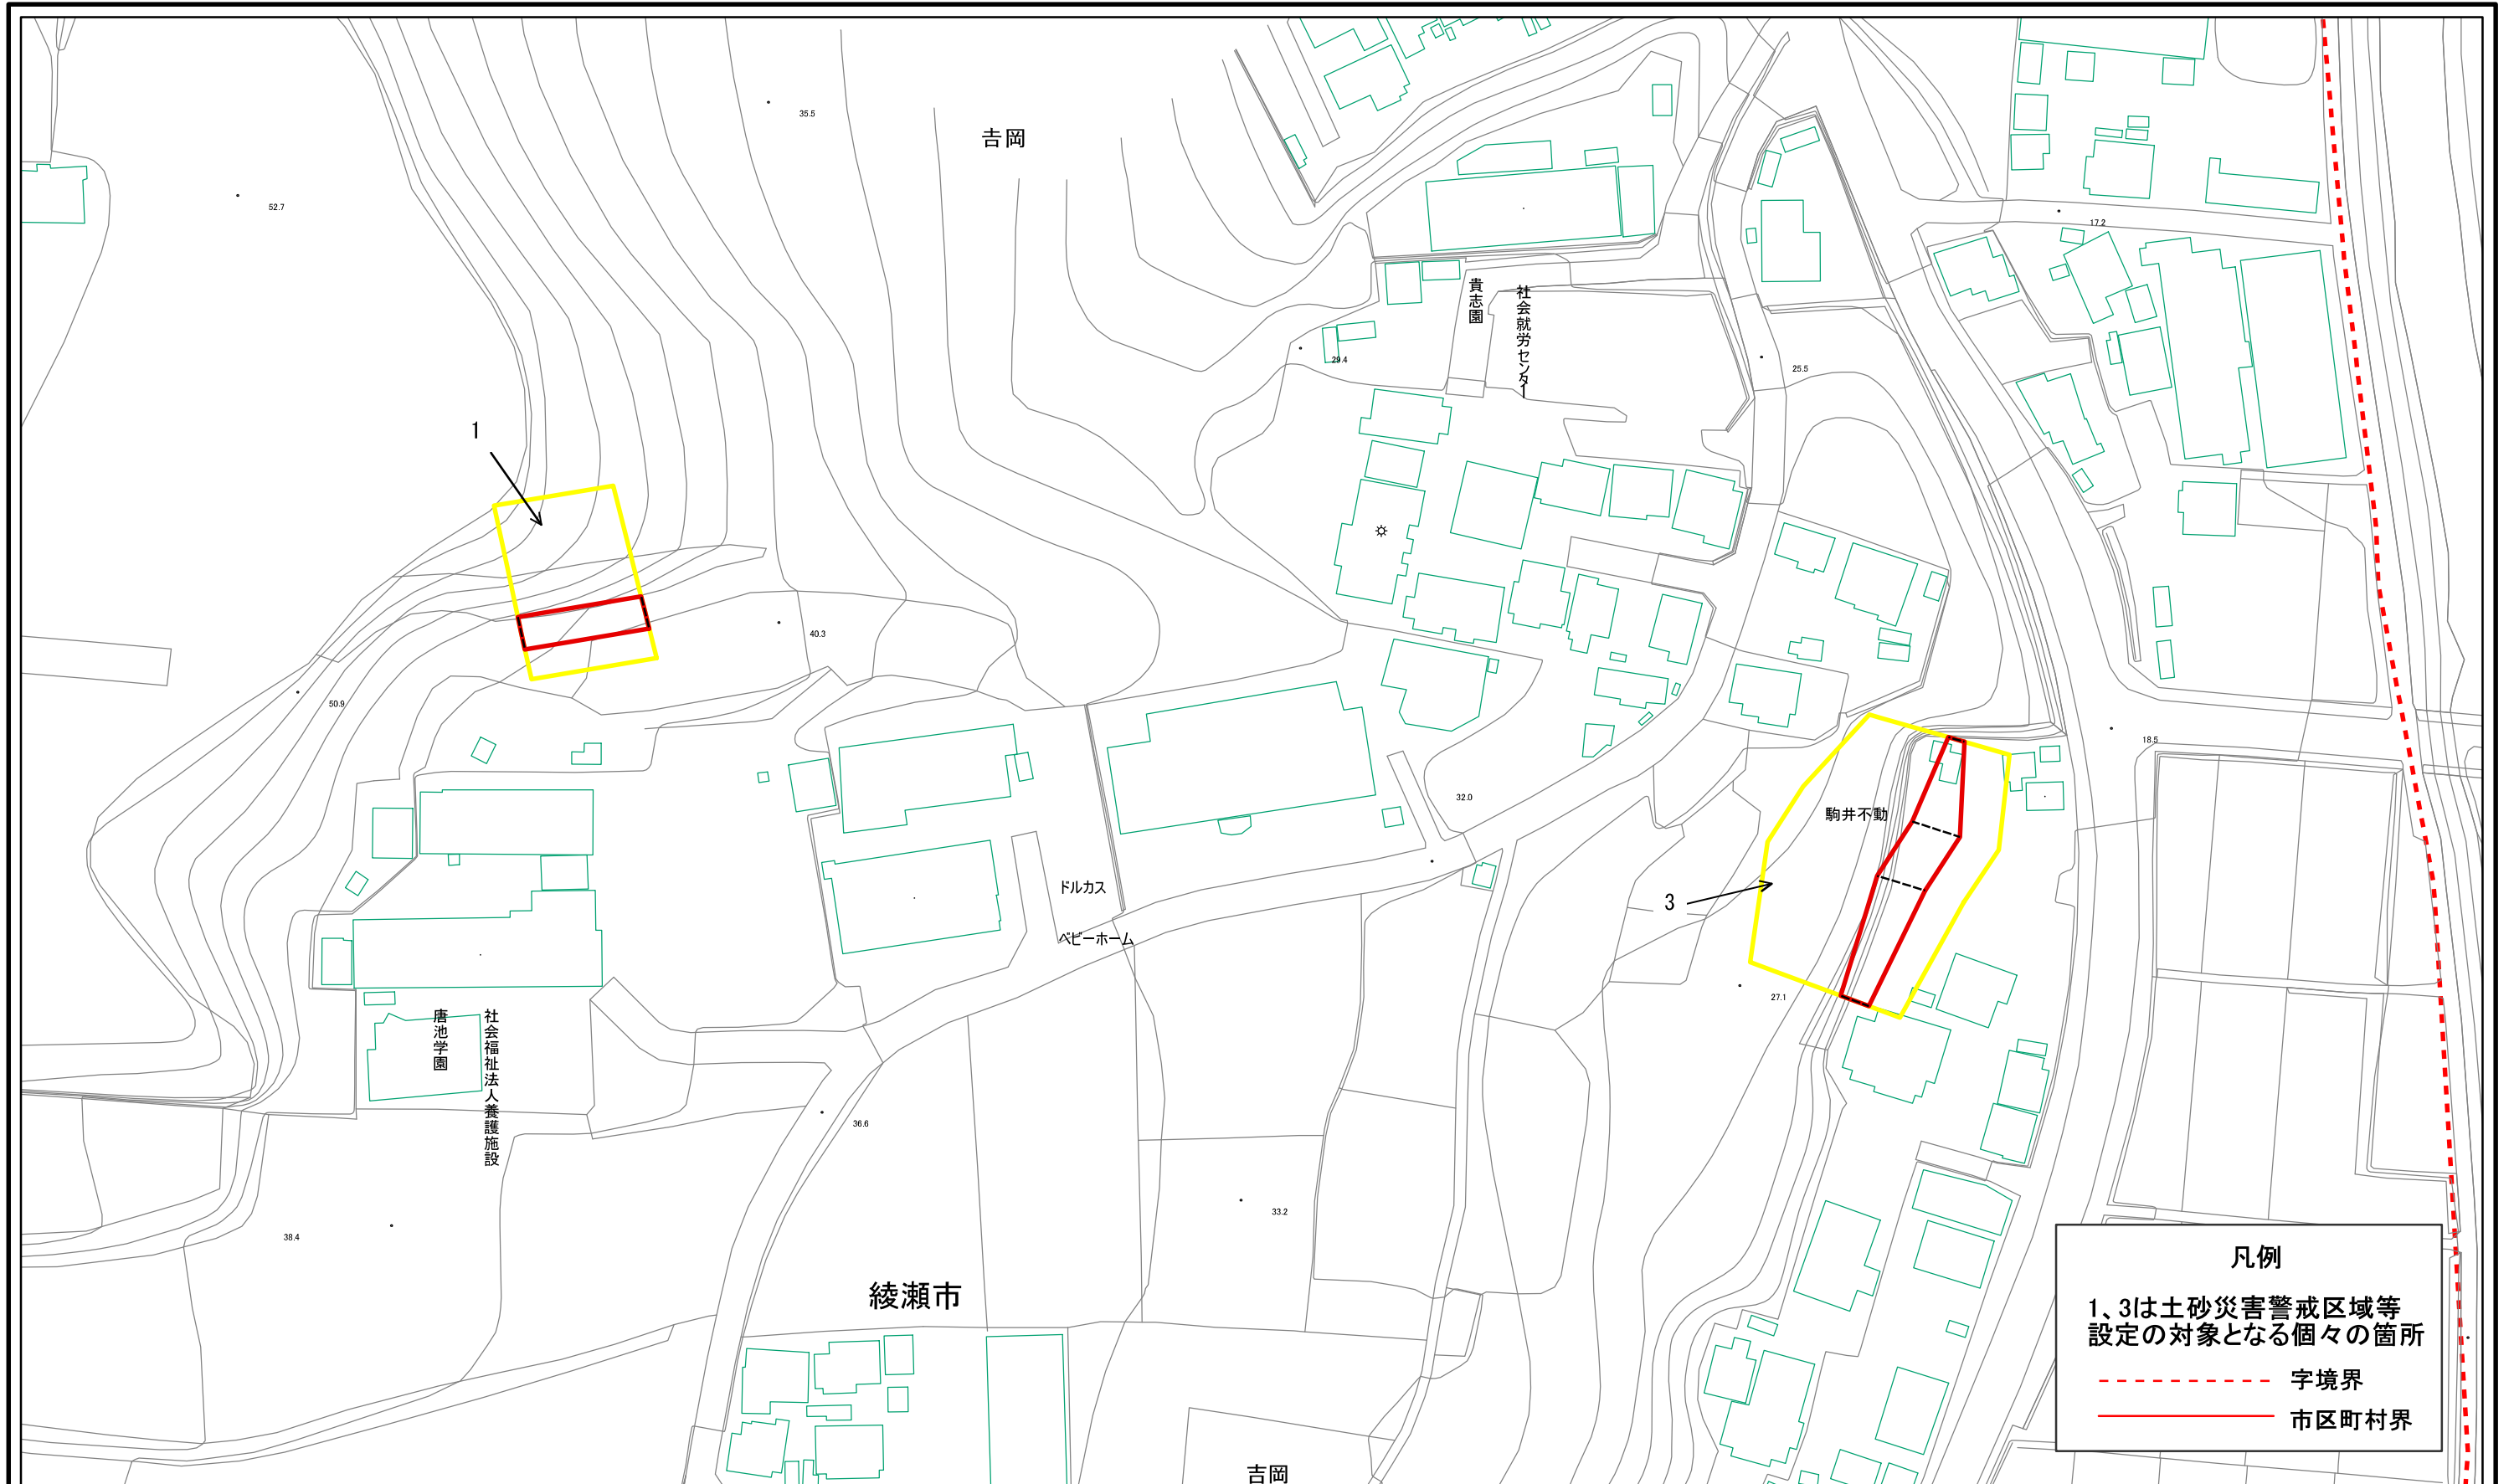 吉岡
35.5
52.7
17.2
貴志園
社会就労センター
29.4
25.5
1
40.3
50.9
18.5
駒井不動
32.0
ドルカス
ベビーホーム
3
27.1
唐池学園
社会福祉法人養護施設
36.6
33.2
38.4
綾瀬市
吉岡
凡例
1、3は土砂災害警戒区域等
設定の対象となる個々の箇所
字境界
市区町村界